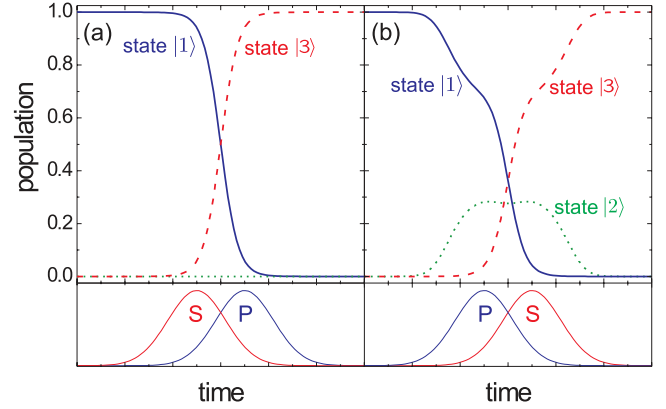 (a)
state |1⟩
state |3⟩
(b)
state |1⟩
state |3⟩
state |2⟩
population
1.0
0.8
0.6
0.4
0.2
0.0
S
P
P
S
time
time